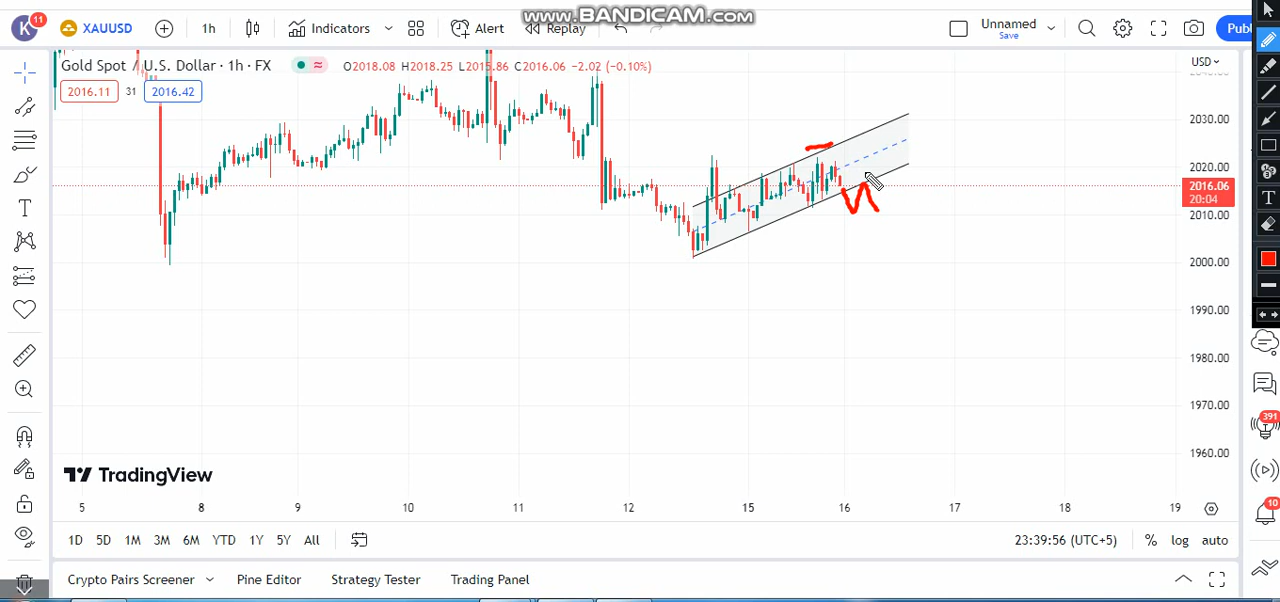 www.BANDICAM.com
K 11 XAUUSD 1h Indicators Alert Replay Unnamed Save Publ
Gold Spot / U.S. Dollar · 1h · FX O2018.08 H2018.25 L2015.86 C2016.06 -2.02 (-0.10%) USD
2016.11 31 2016.42
2030.00
2020.00
2016.06
20:04
2010.00
2000.00
1990.00
1980.00
1970.00
1960.00
391
10
TradingView
5 8 9 10 11 12 15 16 17 18 19
1D 5D 1M 3M 6M YTD 1Y 5Y All 23:39:56 (UTC+5) % log auto
Crypto Pairs Screener Pine Editor Strategy Tester Trading Panel